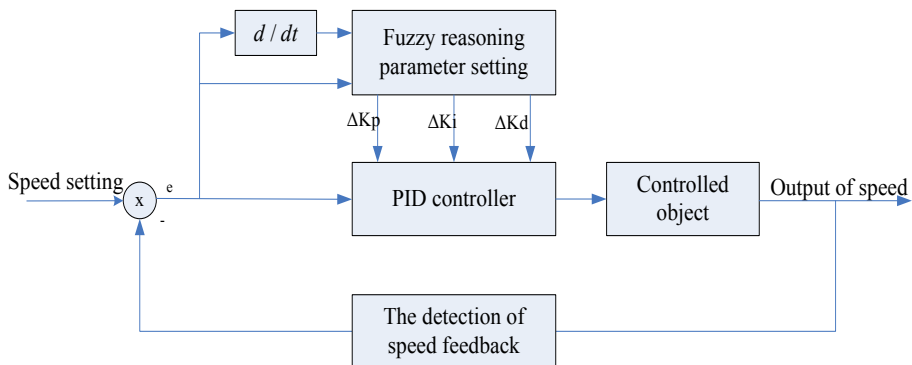 d / dt
Fuzzy reasoning
parameter setting
ΔKp
ΔKi
ΔKd
Speed setting
x
e
-
PID controller
Controlled
object
Output of speed
The detection of
speed feedback